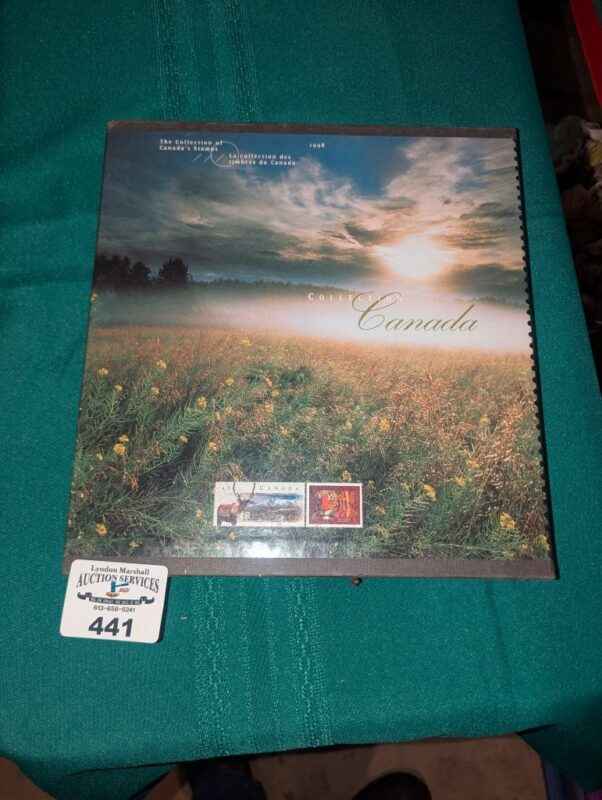 The Collection of
Canada's Stamps
1998
La collection des
timbres du Canada
COLLECTION
Canada
CANADA
Lyndon Marshall
AUCTION SERVICES
441